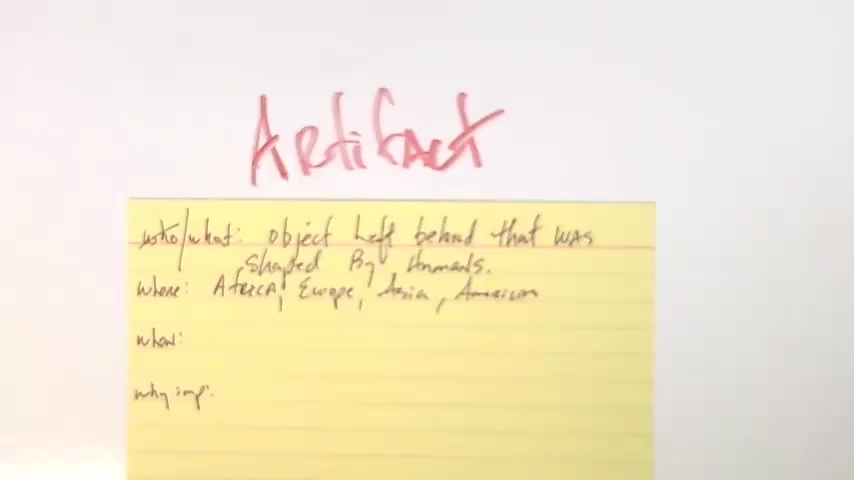 Artifact
who/what: object Left behind that was
shaped By Humans.
where: Africa, Europe, Asia, Americas
when:
why imp: